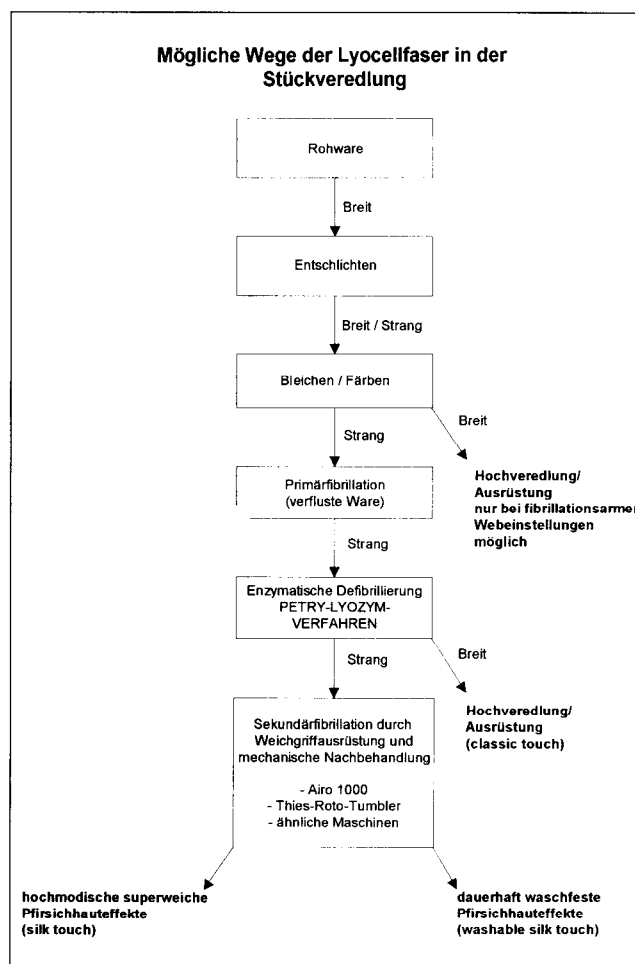 Mögliche Wege der Lyocellfaser in der
Stückveredlung
Rohware
Breit
Entschlichten
Breit / Strang
Bleichen / Färben
Breit
Strang
Hochveredlung/
Ausrüstung
nur bei fibrillationsarmen
Webeinstellungen
möglich
Primärfibrillation
(verfluste Ware)
Strang
Enzymatische Defibrillierung
PETRY-LYOZYM-
VERFAHREN
Breit
Strang
Hochveredlung/
Ausrüstung
(classic touch)
Sekundärfibrillation durch
Weichgriffausrüstung und
mechanische Nachbehandlung
- Airo 1000
- Thies-Roto-Tumbler
- ähnliche Maschinen
hochmodische superweiche
Pfirsichhauteffekte
(silk touch)
dauerhaft waschfeste
Pfirsichhauteffekte
(washable silk touch)